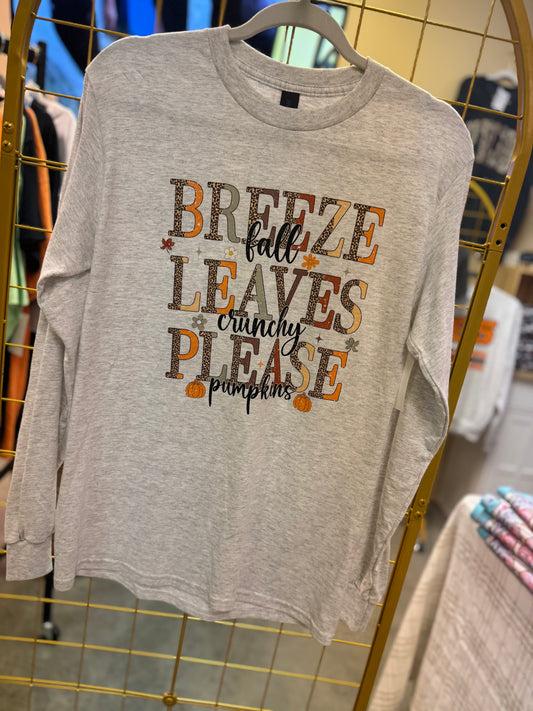 BREEZE
fall
LEAVES
crunchy
PLEASE
pumpkins